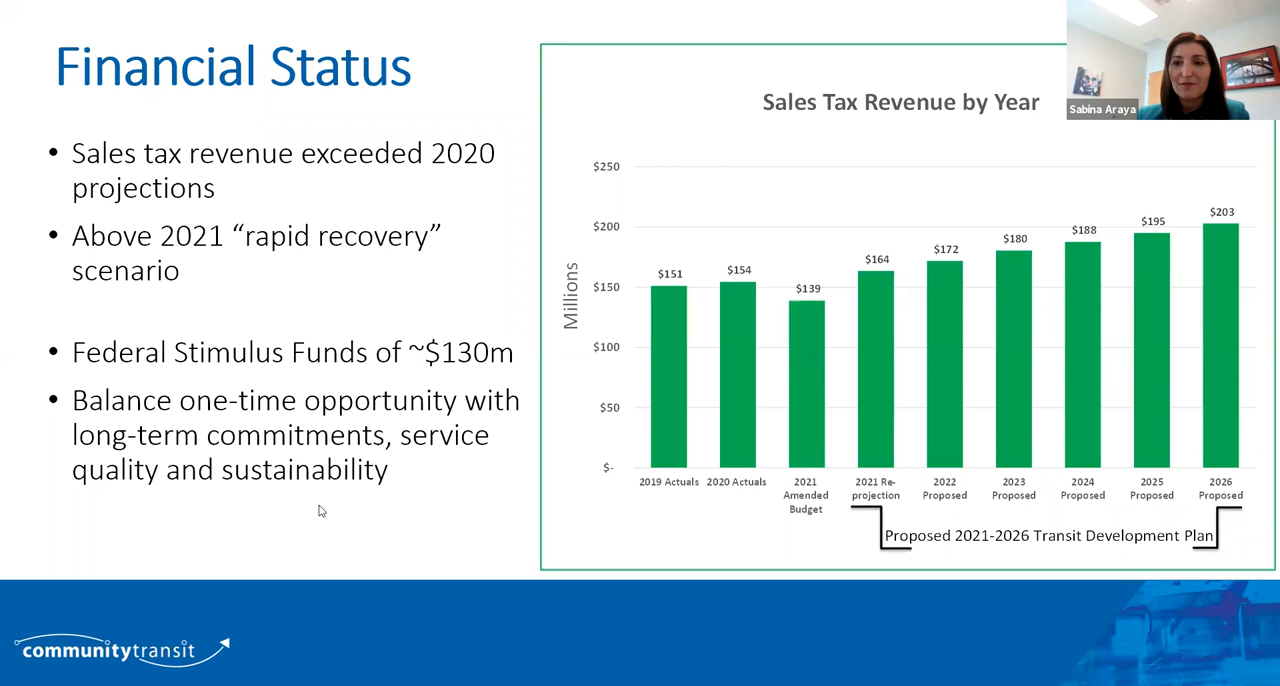 Financial Status
• Sales tax revenue exceeded 2020
projections
• Above 2021 “rapid recovery”
scenario
• Federal Stimulus Funds of ~$130m
• Balance one-time opportunity with
long-term commitments, service
quality and sustainability
Sales Tax Revenue by Year
Sabina Araya
Millions
$250
$200
$150
$100
$50
$-
$151
$154
$139
$164
$172
$180
$188
$195
$203
2019 Actuals
2020 Actuals
2021
Amended
Budget
2021 Re-
projection
2022
Proposed
2023
Proposed
2024
Proposed
2025
Proposed
2026
Proposed
Proposed 2021-2026 Transit Development Plan
communitytransit